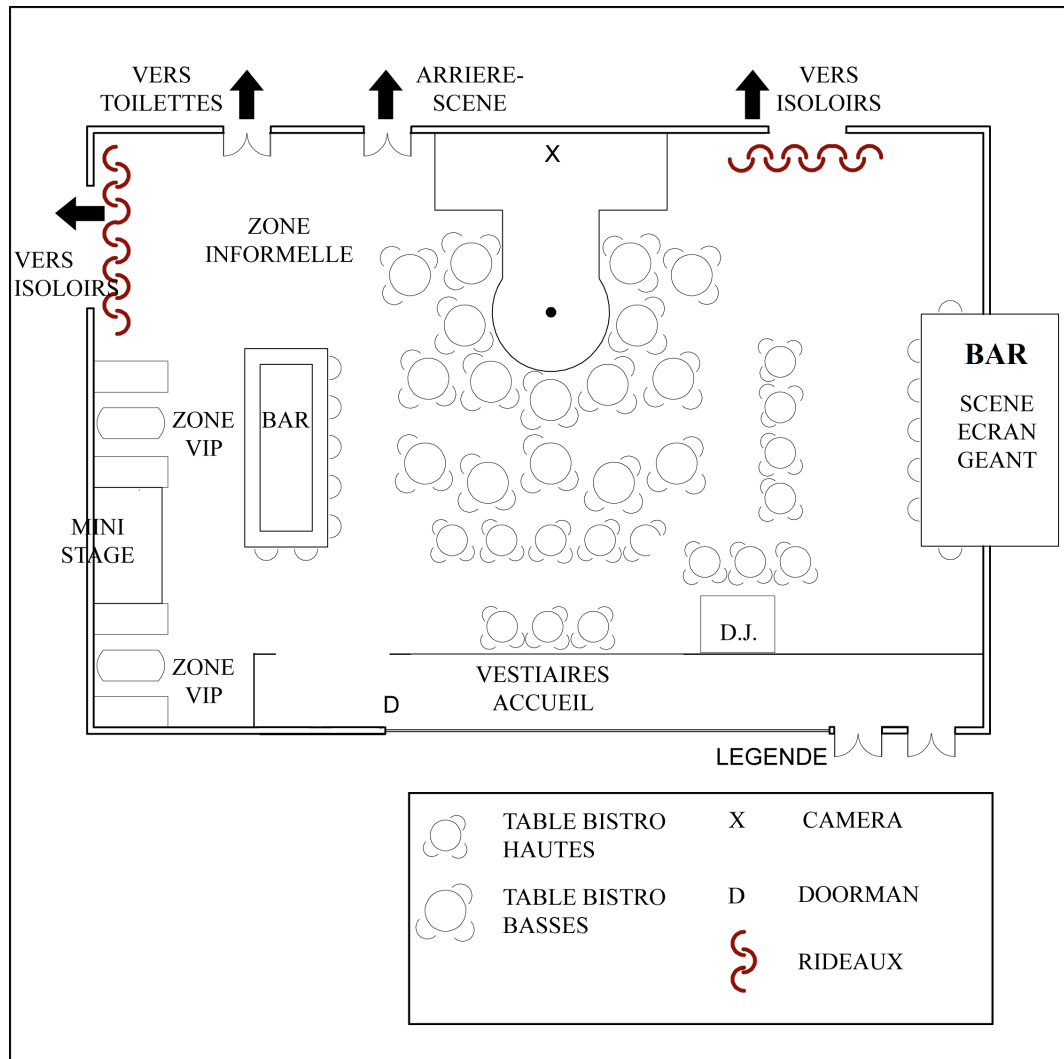 VERS
TOILETTES
ARRIERE-
SCENE
VERS
ISOLOIRS
X
ZONE
INFORMELLE
VERS
ISOLOIRS
BAR
SCENE
ECRAN
GEANT
ZONE
VIP
BAR
MINI
STAGE
D.J.
ZONE
VIP
VESTIAIRES
ACCUEIL
D
LEGENDE
TABLE BISTRO
HAUTES
X CAMERA
TABLE BISTRO
BASSES
D DOORMAN
RIDEAUX